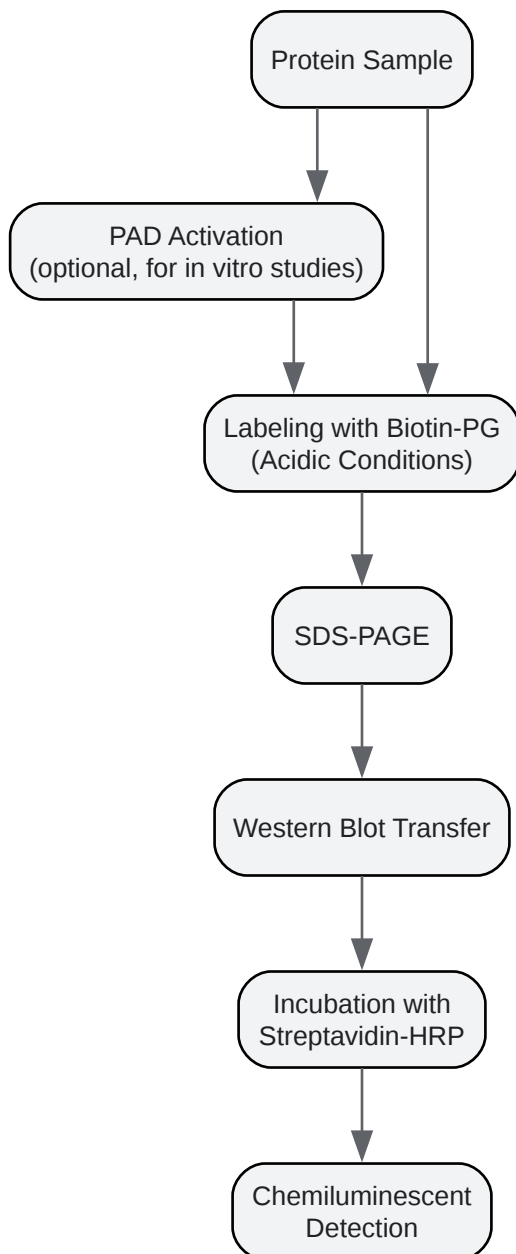 Protein Sample
PAD Activation
(optional, for in vitro studies)
Labeling with Biotin-PG
(Acidic Conditions)
SDS-PAGE
Western Blot Transfer
Incubation with
Streptavidin-HRP
Chemiluminescent
Detection